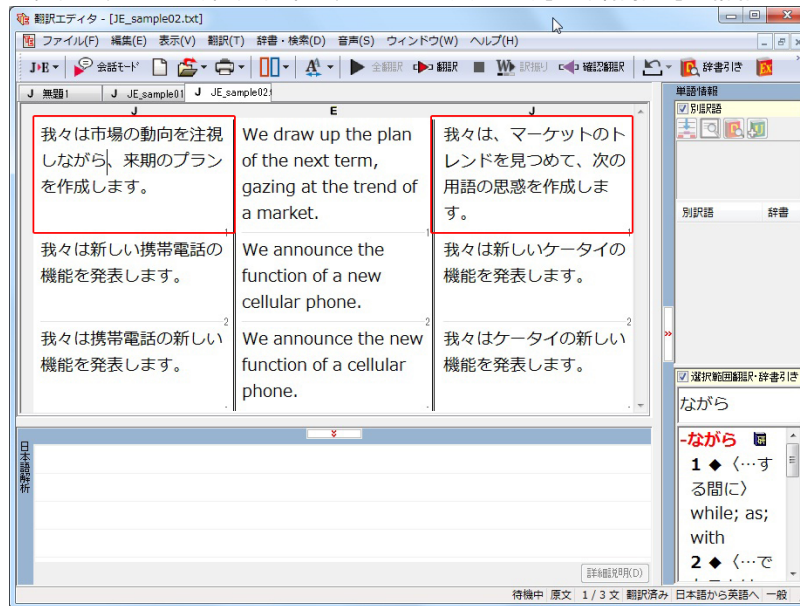 翻訳エディタ - [JE_sample02.txt]
ファイル(F) 編集(E) 表示(V) 翻訳(T) 辞書・検索(D) 音声(S) ウィンドウ(W) ヘルプ(H)
J▸E 会話モード 全翻訳 翻訳 訳振り 確認翻訳 辞書引き
J 無題1 J JE_sample01 J JE_sample02
単語情報
別訳語
J E J
我々は市場の動向を注視
しながら、来期のプラン
を作成します。
1
We draw up the plan
of the next term,
gazing at the trend of
a market.
1
我々は、マーケットのト
レンドを見つめて、次の
用語の思惑を作成しま
す。
1
別訳語 辞書
我々は新しい携帯電話の
機能を発表します。
2
We announce the
function of a new
cellular phone.
2
我々は新しいケータイの
機能を発表します。
2
我々は携帯電話の新しい
機能を発表します。
We announce the new
function of a cellular
phone.
我々はケータイの新しい
機能を発表します。
選択範囲翻訳・辞書引き
ながら
-ながら
1 ◆〈…す
る間に〉
while; as;
with
2 ◆〈…で
日本語解析
詳細説明(D)
待機中 原文 1 / 3 文 翻訳済み 日本語から英語へ 一般